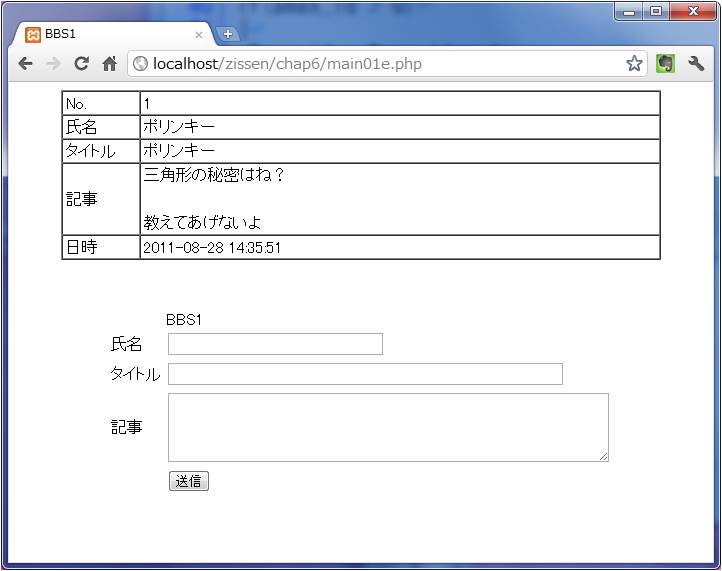 BBS1
localhost/zissen/chap6/main01e.php
No. 1
氏名 ポリンキー
タイトル ポリンキー
記事 三角形の秘密はね？
教えてあげないよ
日時 2011-08-28 14:35:51
BBS1
氏名
タイトル
記事
送信